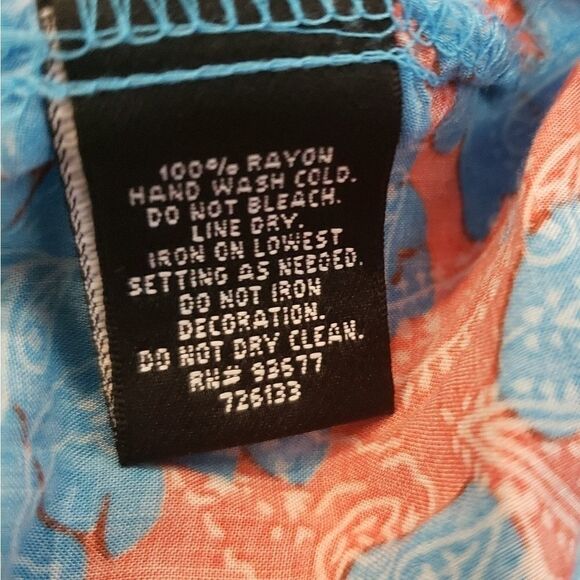 100% RAYON
HAND WASH COLD.
DO NOT BLEACH.
LINE DRY.
IRON ON LOWEST
SETTING AS NEEDED.
DO NOT IRON
DECORATION.
DO NOT DRY CLEAN.
RN# 93677
726133